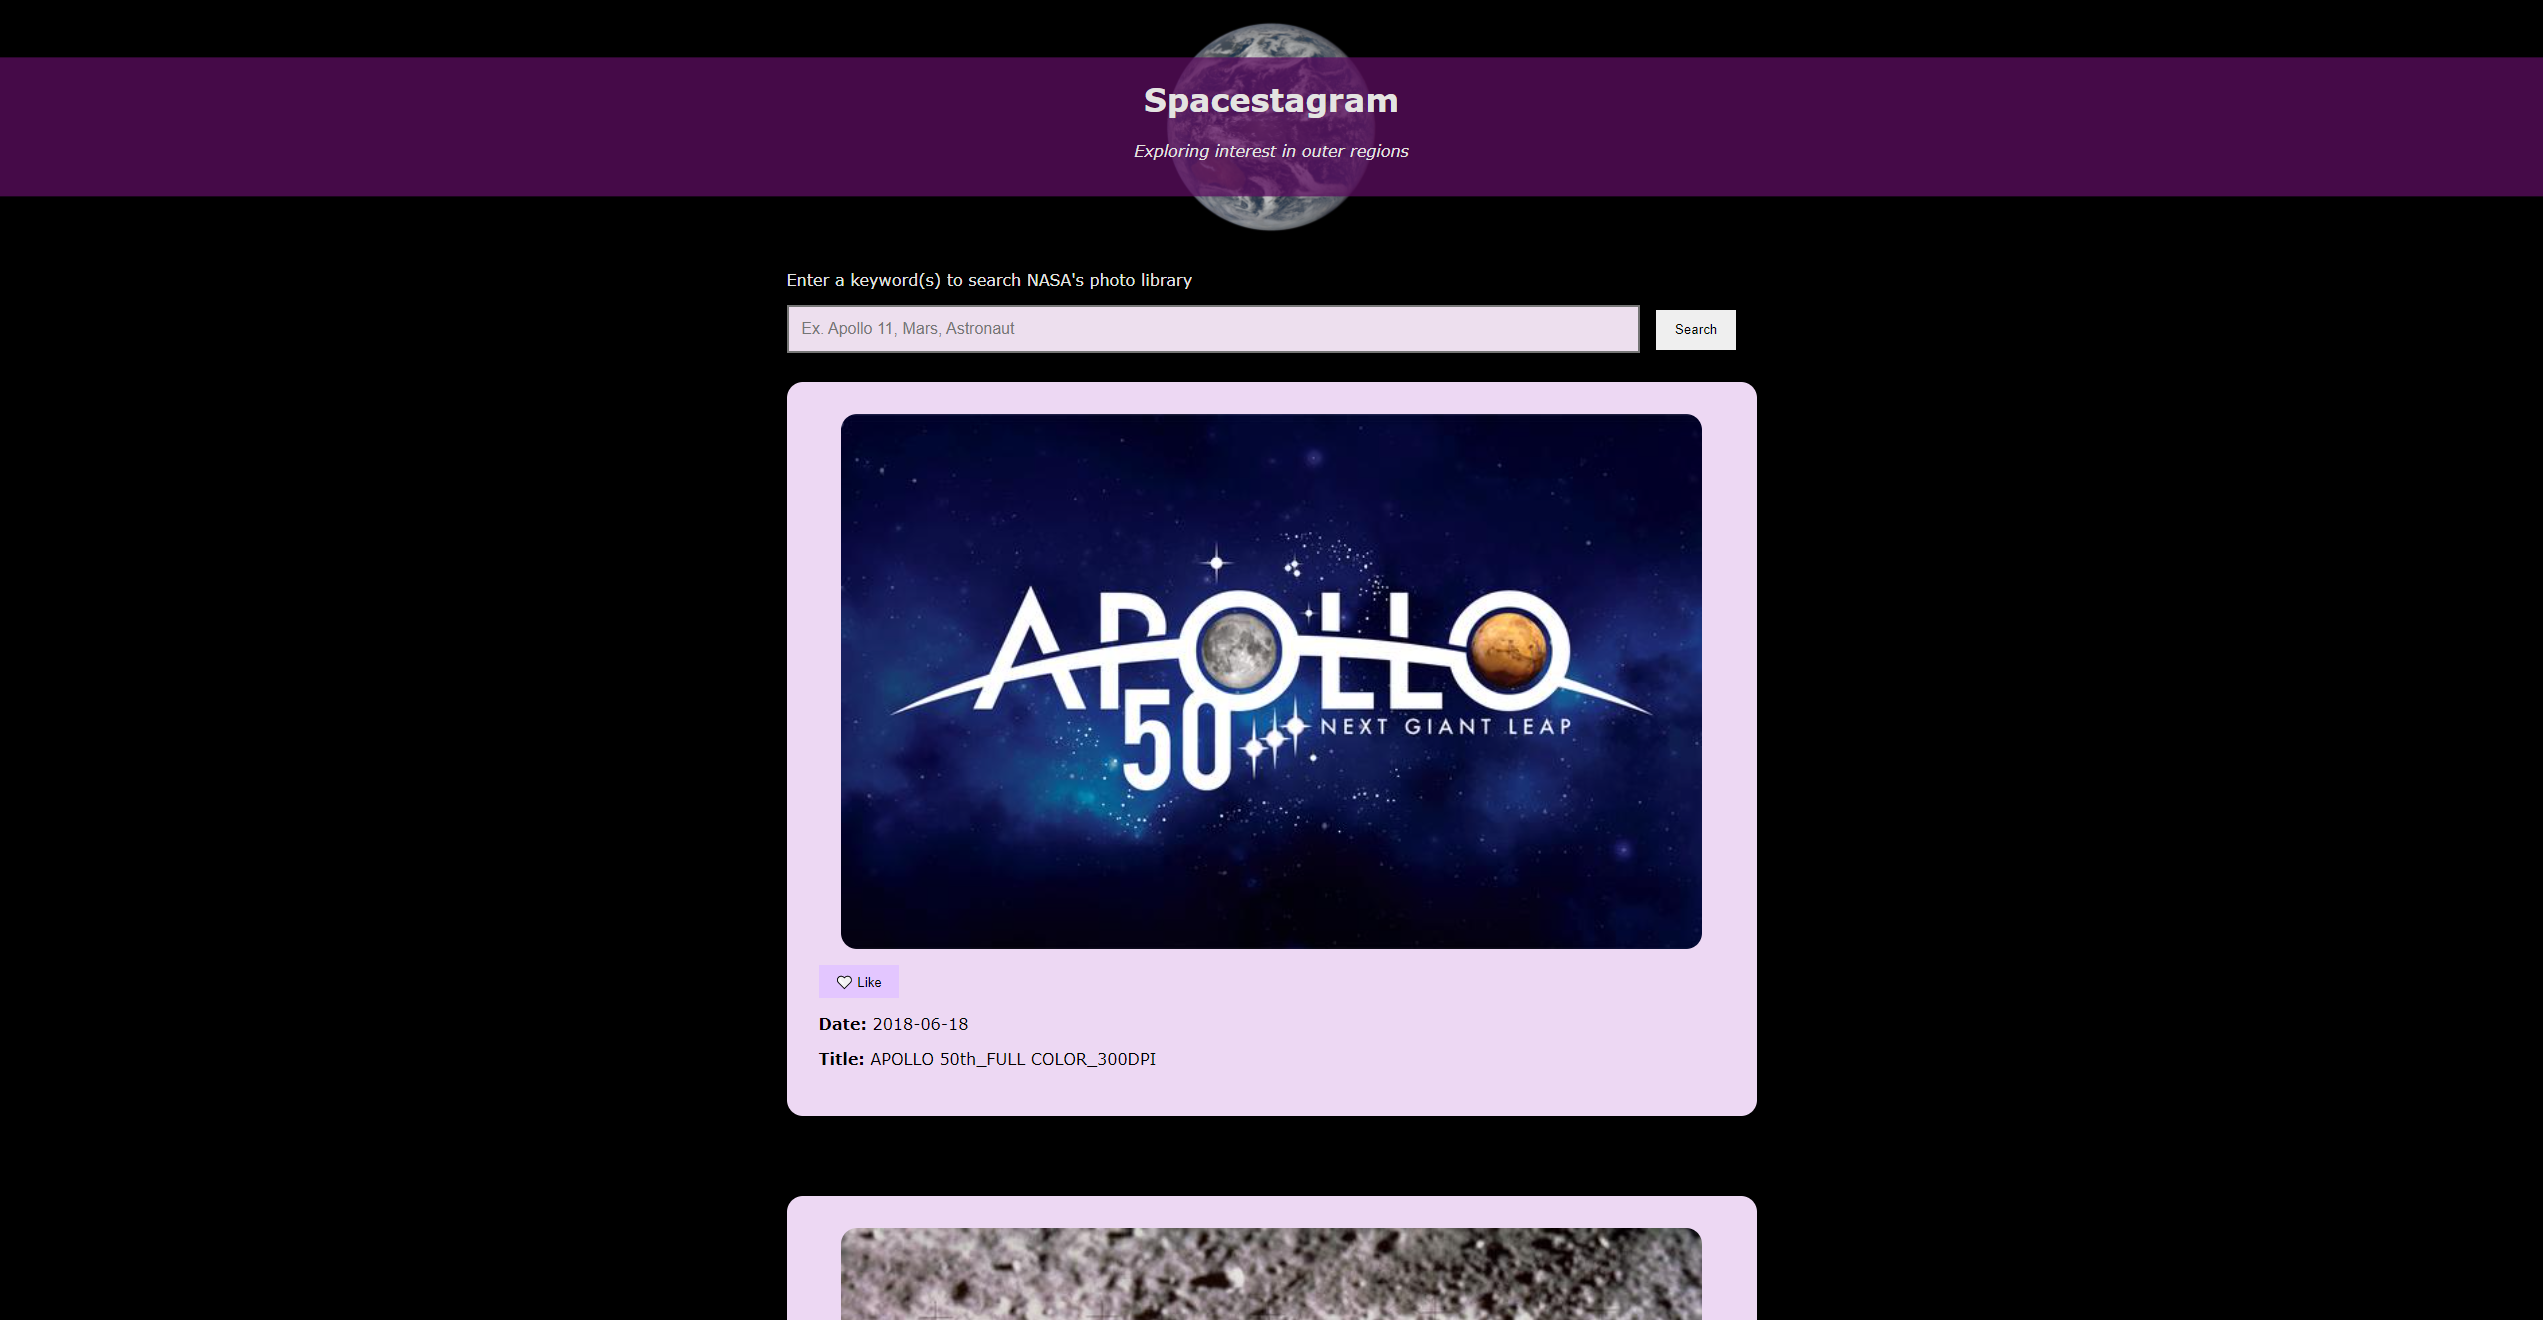 Spacestagram
Exploring interest in outer regions
Enter a keyword(s) to search NASA's photo library
Ex. Apollo 11, Mars, Astronaut
Search
APOLLO
50
NEXT GIANT LEAP
Like
Date: 2018-06-18
Title: APOLLO 50th_FULL COLOR_300DPI